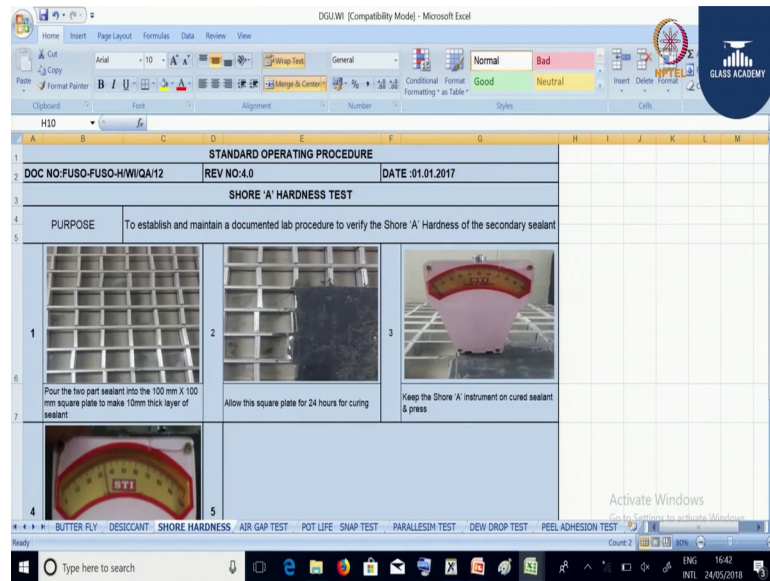 DGU.WI [Compatibility Mode] - Microsoft Excel
Home Insert Page Layout Formulas Data Review View
Cut
Copy
Format Painter
Paste
Clipboard
Arial
10
B I U
Font
Wrap Text
Merge & Center
Alignment
General
Number
Conditional Formatting
Format as Table
Normal
Bad
Good
Neutral
Styles
Insert Delete Format
Cells
NPTEL
GLASS ACADEMY
H10
fx
A B C D E F G H I J K L M
1 STANDARD OPERATING PROCEDURE
2 DOC NO:FUSO-FUSO-H/WI/QA/12 REV NO:4.0 DATE :01.01.2017
3 SHORE 'A' HARDNESS TEST
4 PURPOSE To establish and maintain a documented lab procedure to verify the Shore 'A' Hardness of the secondary sealant
5
1 2 3
STI
6
Pour the two part sealant into the 100 mm X 100
mm square plate to make 10mm thick layer of
sealant
Allow this square plate for 24 hours for curing
Keep the Shore 'A' instrument on cured sealant
& press
7
STI
4 5
Activate Windows
Go to Settings to activate Windows.
BUTTER FLY DESICCANT SHORE HARDNESS AIR GAP TEST POT LIFE SNAP TEST PARALLESIM TEST DEW DROP TEST PEEL ADHESION TEST
Ready
Count: 2
80%
Type here to search
ENG
INTL
16:42
24/05/2018